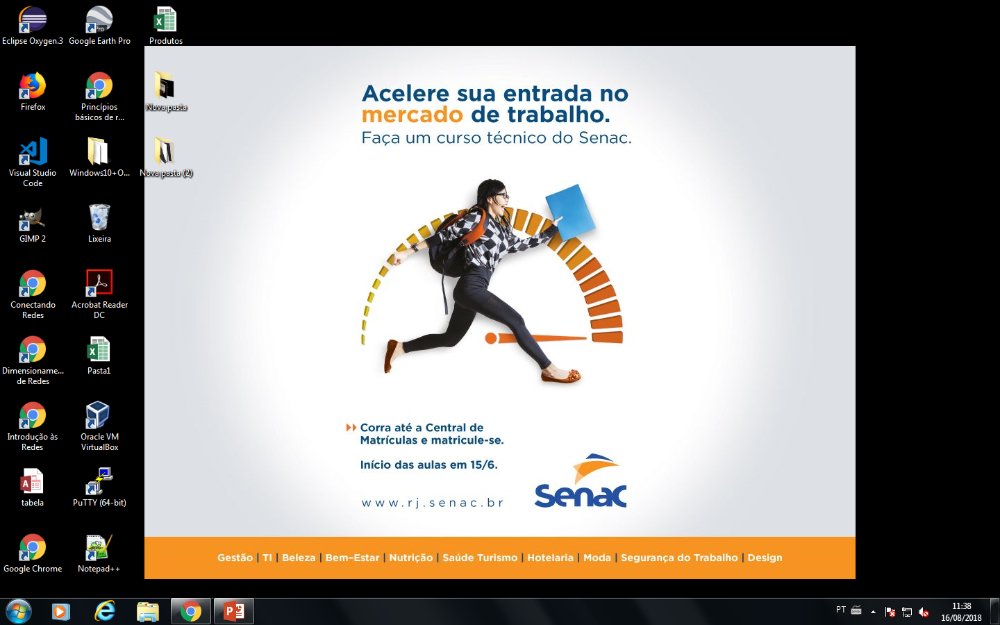 Eclipse Oxygen.3
Google Earth Pro
Produtos
Firefox
Princípios
básicos de r...
Nova pasta
Visual Studio
Code
Windows10+O...
Nova pasta (2)
GIMP 2
Lixeira
Conectando
Redes
Acrobat Reader
DC
Dimensioname...
de Redes
Pasta1
Introdução às
Redes
Oracle VM
VirtualBox
tabela
PuTTY (64-bit)
Google Chrome
Notepad++
Acelere sua entrada no
mercado de trabalho.
Faça um curso técnico do Senac.
Corra até a Central de
Matrículas e matricule-se.
Início das aulas em 15/6.
www.rj.senac.br
Senac
Gestão | TI | Beleza | Bem-Estar | Nutrição | Saúde Turismo | Hotelaria | Moda | Segurança do Trabalho | Design
PT
11:38
16/08/2018